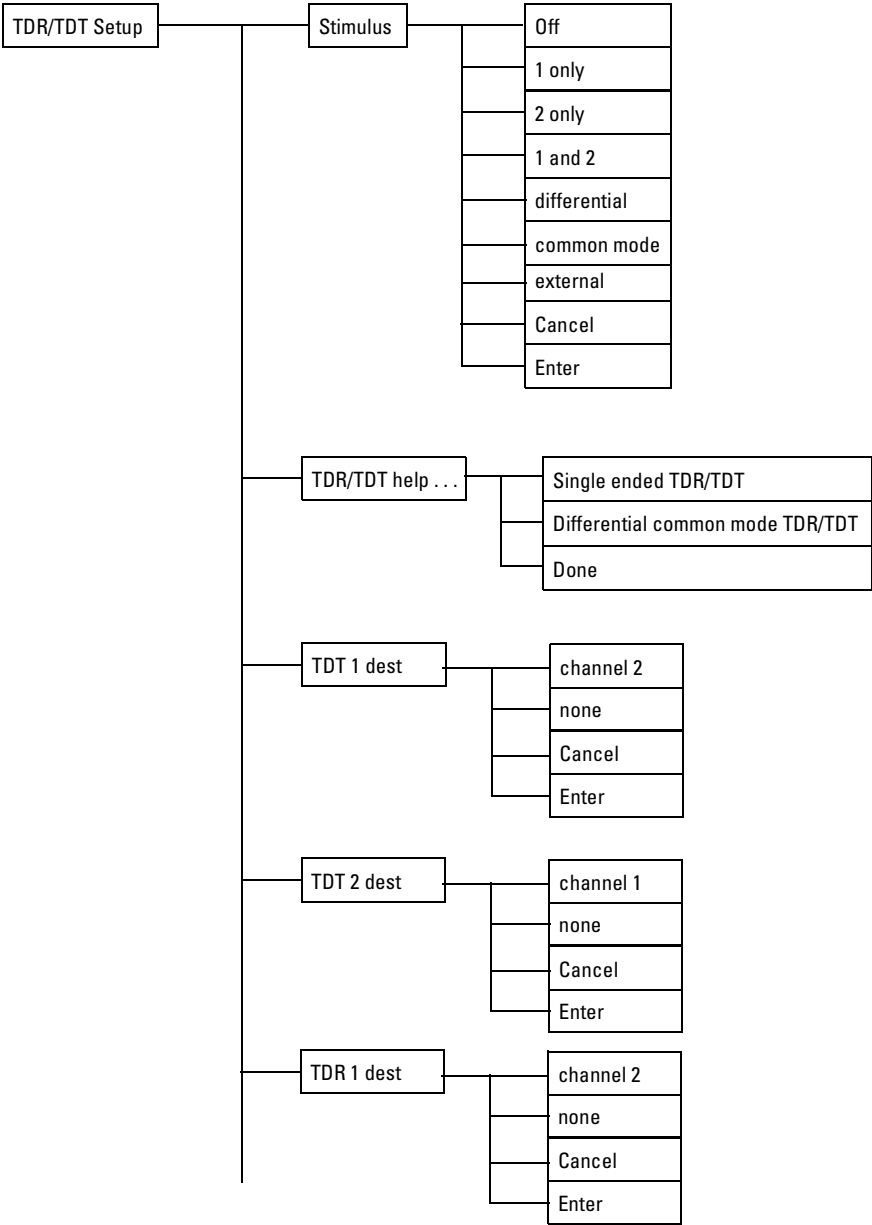 TDR/TDT Setup
Stimulus
Off
1 only
2 only
1 and 2
differential
common mode
external
Cancel
Enter
TDR/TDT help . . .
Single ended TDR/TDT
Differential common mode TDR/TDT
Done
TDT 1 dest
channel 2
none
Cancel
Enter
TDT 2 dest
channel 1
none
Cancel
Enter
TDR 1 dest
channel 2
none
Cancel
Enter